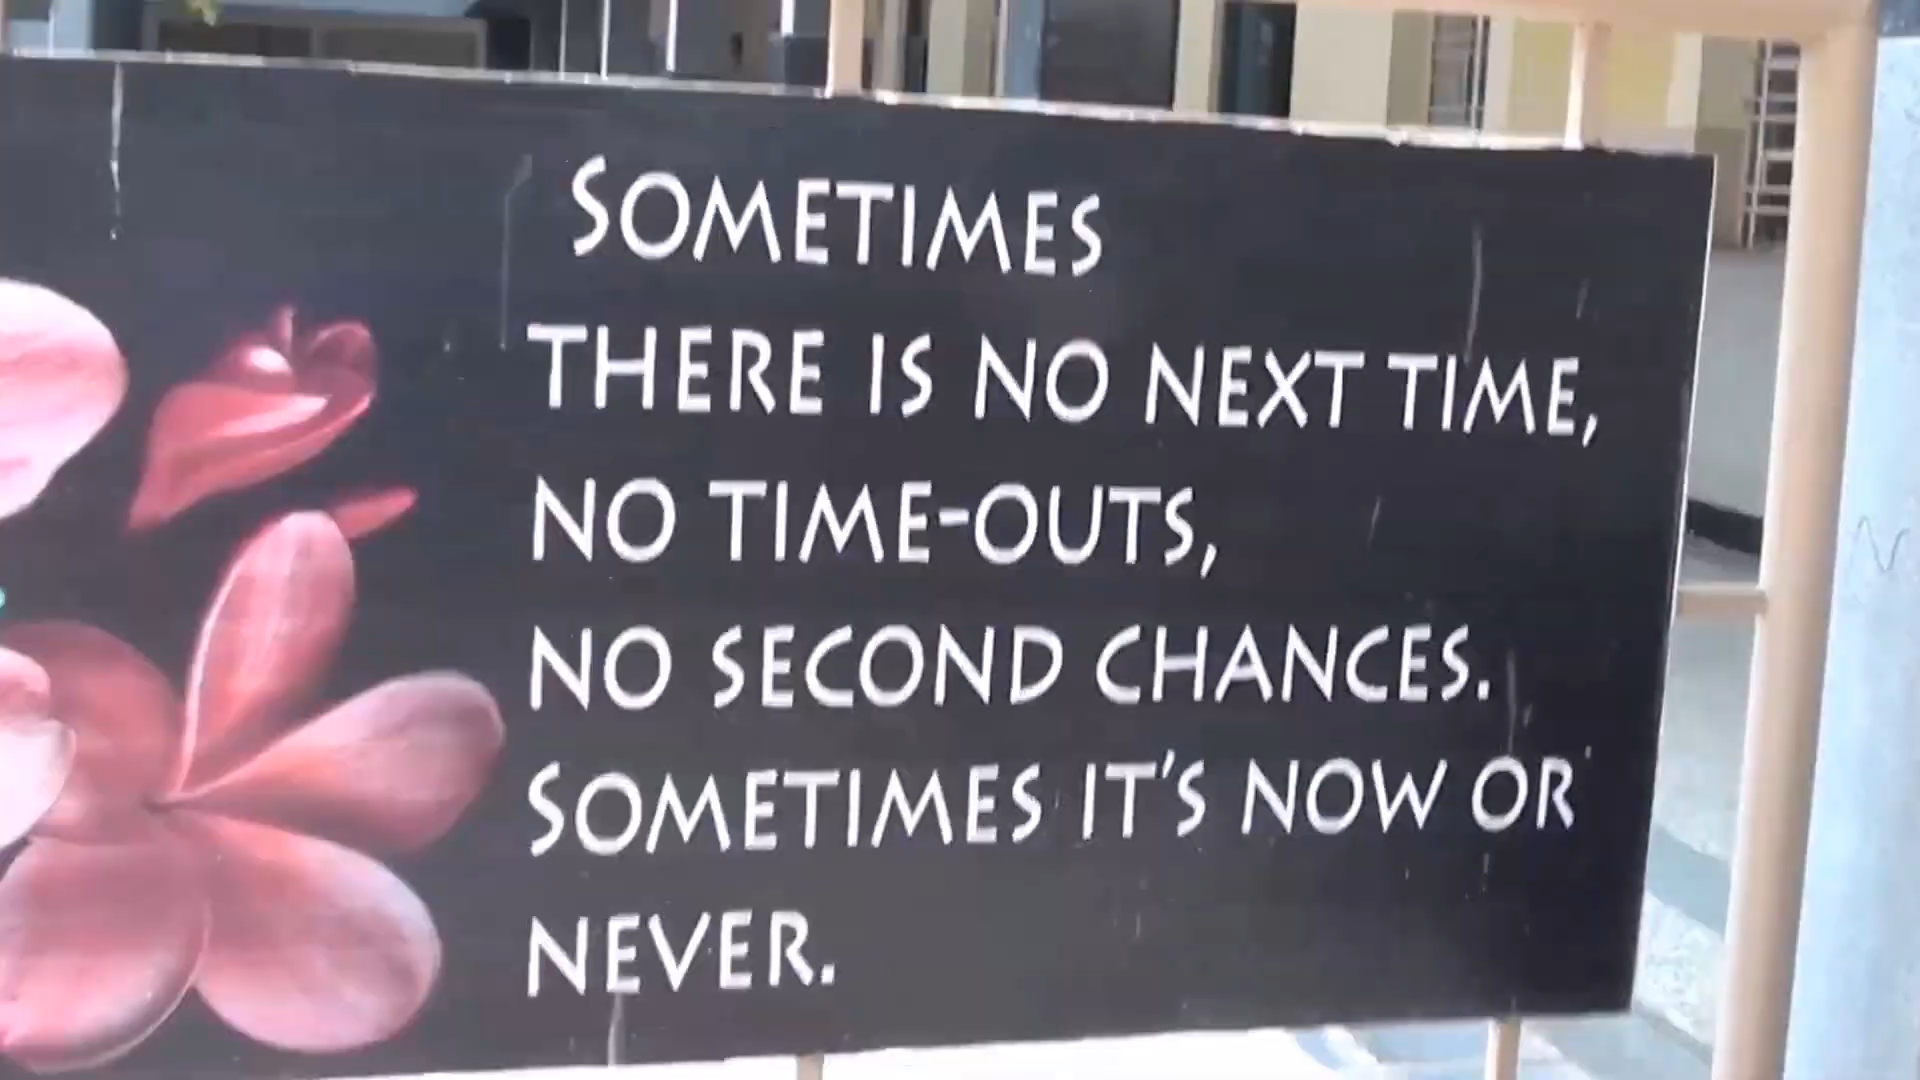 SOMETIMES
THERE IS NO NEXT TIME,
NO TIME-OUTS,
NO SECOND CHANCES.
SOMETIMES IT'S NOW OR
NEVER.